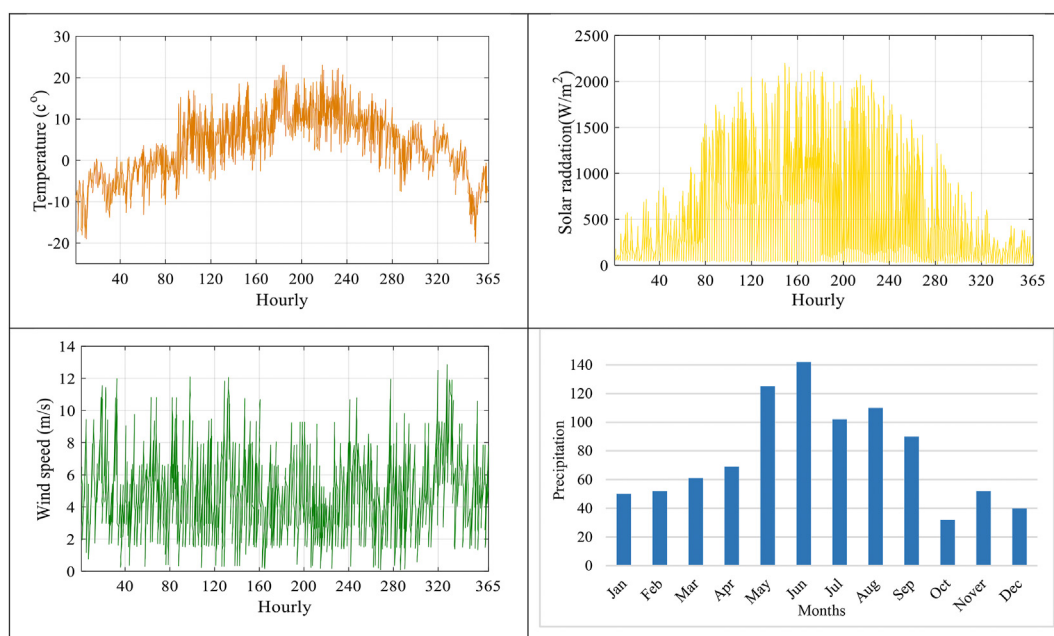 30
20
10
0
-10
-20
Temperature (c°)
40 80 120 160 200 240 280 320 365
Hourly
2500
2000
1500
1000
500
0
Solar raddation(W/m²)
40 80 120 160 200 240 280 320 365
Hourly
14
12
10
8
6
4
2
0
Wind speed (m/s)
40 80 120 160 200 240 280 320 365
Hourly
140
120
100
80
60
40
20
0
Precipitation
Jan Feb Mar Apr May Jun Jul Aug Sep Oct Nover Dec
Months